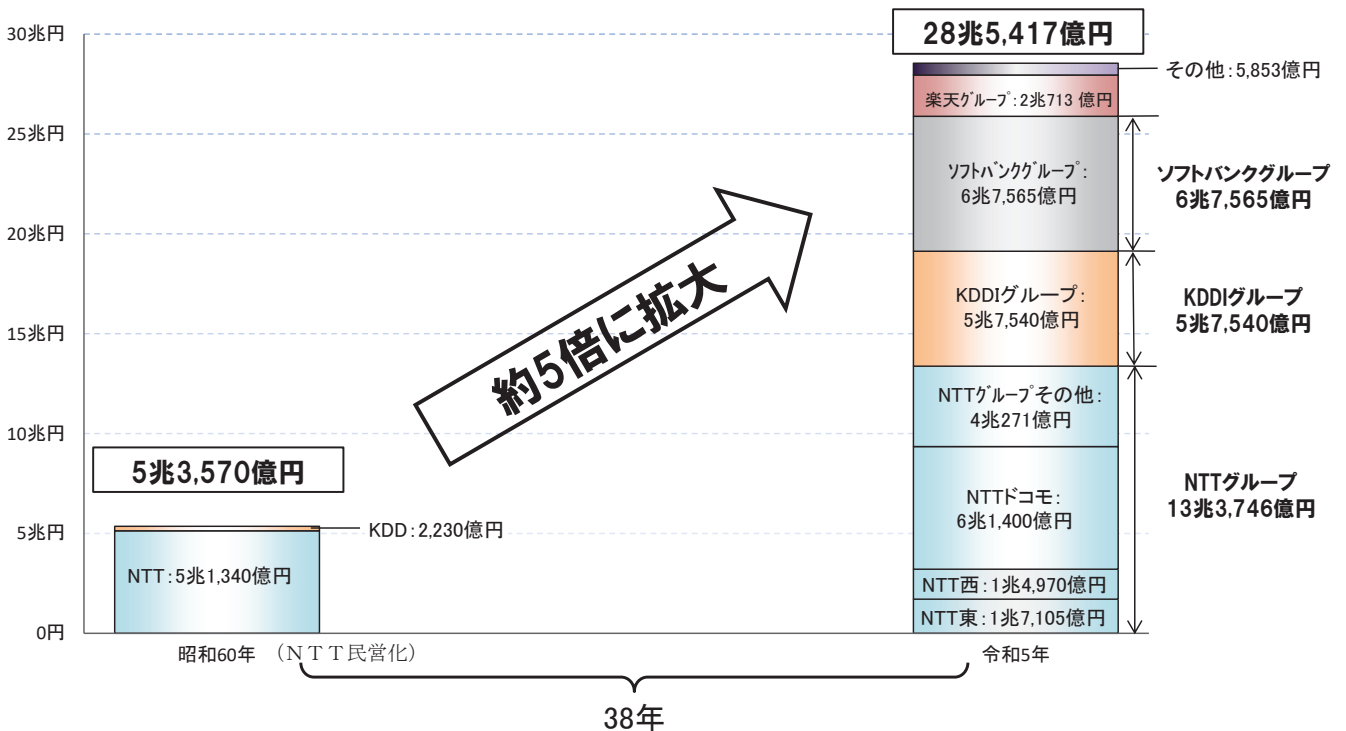 30兆円
25兆円
20兆円
15兆円
10兆円
5兆円
0円
5兆3,570億円
KDD:2,230億円
NTT:5兆1,340億円
昭和60年 (NTT民営化)
約5倍に拡大
28兆5,417億円
その他:5,853億円
楽天グループ:2兆713 億円
ソフトバンクグループ:
6兆7,565億円
KDDIグループ:
5兆7,540億円
NTTグループその他:
4兆271億円
NTTドコモ:
6兆1,400億円
NTT西:1兆4,970億円
NTT東:1兆7,105億円
令和5年
ソフトバンクグループ
6兆7,565億円
KDDIグループ
5兆7,540億円
NTTグループ
13兆3,746億円
38年